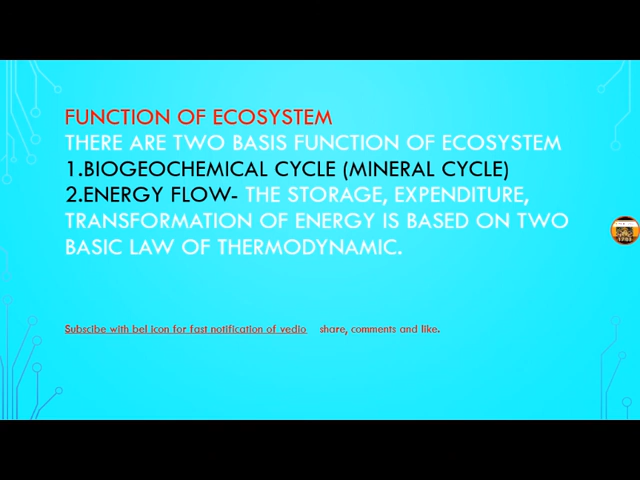 FUNCTION OF ECOSYSTEM
THERE ARE TWO BASIS FUNCTION OF ECOSYSTEM
1.BIOGEOCHEMICAL CYCLE (MINERAL CYCLE)
2.ENERGY FLOW- THE STORAGE, EXPENDITURE,
TRANSFORMATION OF ENERGY IS BASED ON TWO
BASIC LAW OF THERMODYNAMIC.
Subscibe with bel icon for fast notification of vedio share, comments and like.